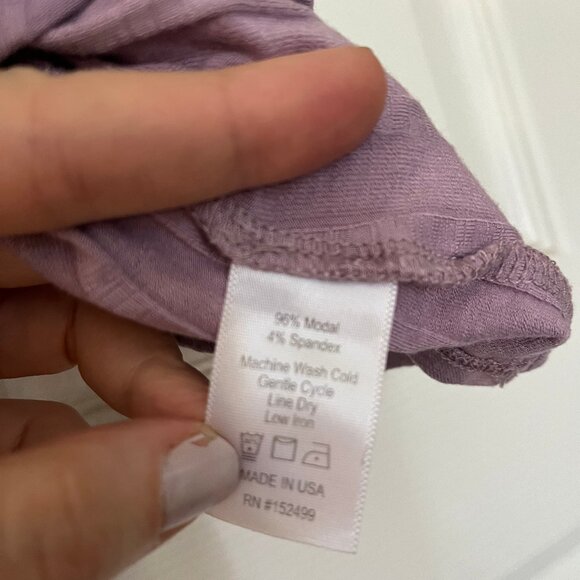 96% Modal
4% Spandex
Machine Wash Cold
Gentle Cycle
Line Dry
Low Iron
MADE IN USA
RN #152499